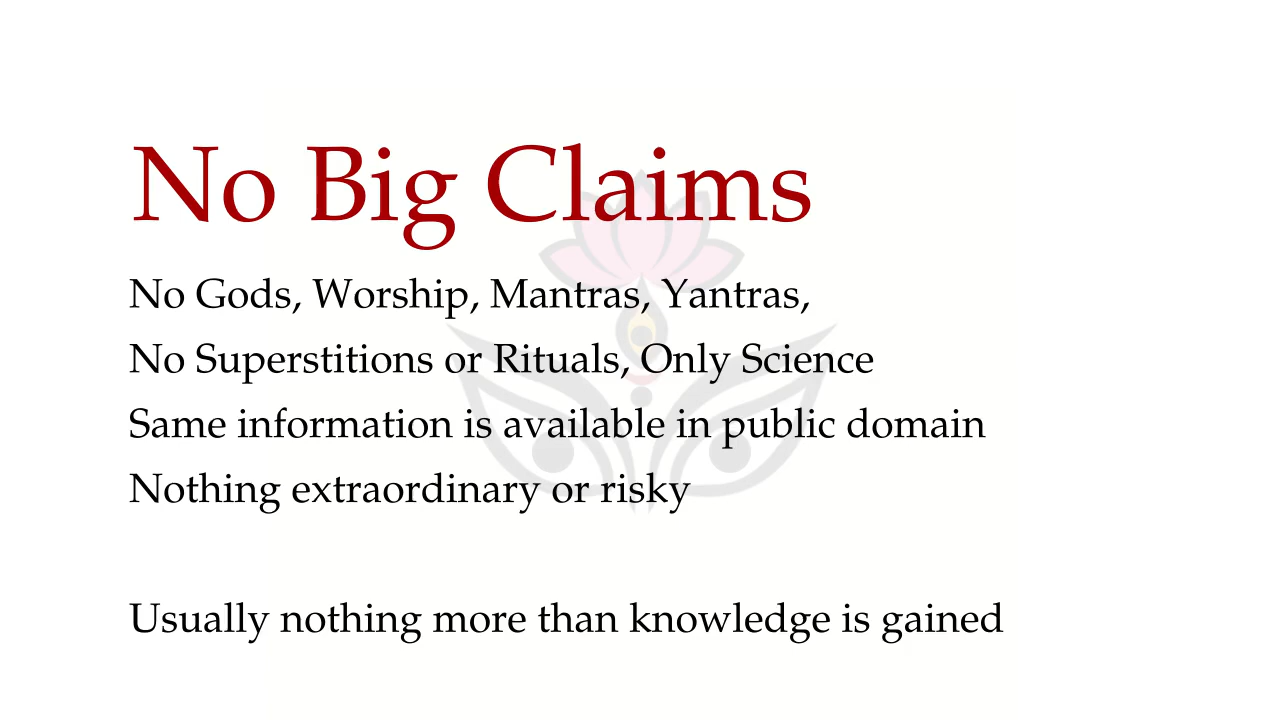 No Big Claims
No Gods, Worship, Mantras, Yantras,
No Superstitions or Rituals, Only Science
Same information is available in public domain
Nothing extraordinary or risky
Usually nothing more than knowledge is gained